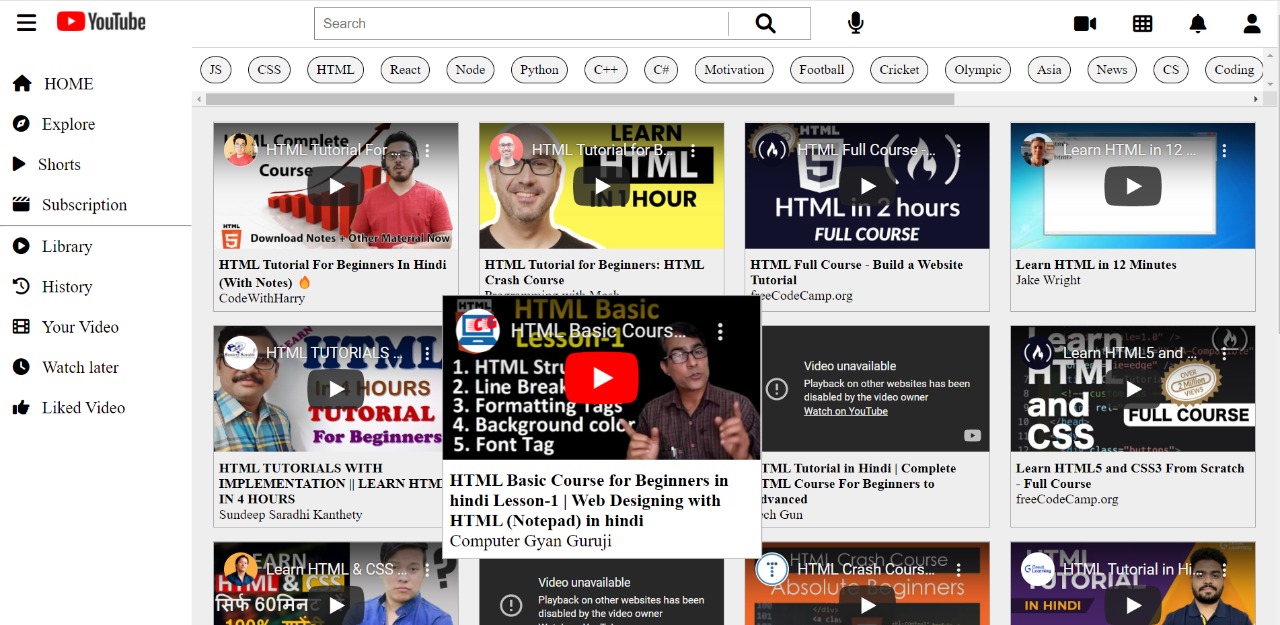 YouTube
Search
JS
CSS
HTML
React
Node
Python
C++
C#
Motivation
Football
Cricket
Olympic
Asia
News
CS
Coding
HOME
Explore
Shorts
Subscription
Library
History
Your Video
Watch later
Liked Video
HTML Complete
Course
HTML Tutorial For ...
HTML
5
Download Notes + Other Material Now
HTML Tutorial For Beginners In Hindi
(With Notes) 🔥
CodeWithHarry
LEARN
HTML Tutorial for B...
HTML
IN 1 HOUR
HTML Tutorial for Beginners: HTML
Crash Course
Programming with Mosh
HTML
HTML Full Course - ...
5
HTML in 2 hours
FULL COURSE
HTML Full Course - Build a Website
Tutorial
freeCodeCamp.org
Learn HTML in 12 ...
Learn HTML in 12 Minutes
Jake Wright
LEARN
HTML
HTML TUTORIALS ...
In 4 HOURS
TUTORIAL
For Beginners
HTML TUTORIALS WITH
IMPLEMENTATION || LEARN HTM
IN 4 HOURS
Sundeep Saradhi Kanthety
HTML
HTML Basic
Lesson-1
HTML Basic Cours...
1. HTML Stru
2. Line Break
3. Formatting Tags
4. Background color
5. Font Tag
HTML Basic Course for Beginners in
hindi Lesson-1 | Web Designing with
HTML (Notepad) in hindi
Computer Gyan Guruji
Video unavailable
Playback on other websites has been
disabled by the video owner
Watch on YouTube
TML Tutorial in Hindi | Complete
TML Course For Beginners to
dvanced
ech Gun
Learn
Learn HTML5 and ...
HTML
and
CSS
OVER
2 Million
VIEWS
FULL COURSE
Learn HTML5 and CSS3 From Scratch
- Full Course
freeCodeCamp.org
LEARN
Learn HTML & CSS ...
HTML & CSS
सिर्फ 60मिनट
100%
Video unavailable
Playback on other websites has been
disabled by the video owner
HTML Crash Course
HTML Crash Cours...
Absolute Beginners
HTML
HTML Tutorial in Hi...
TUTORIAL
IN HINDI